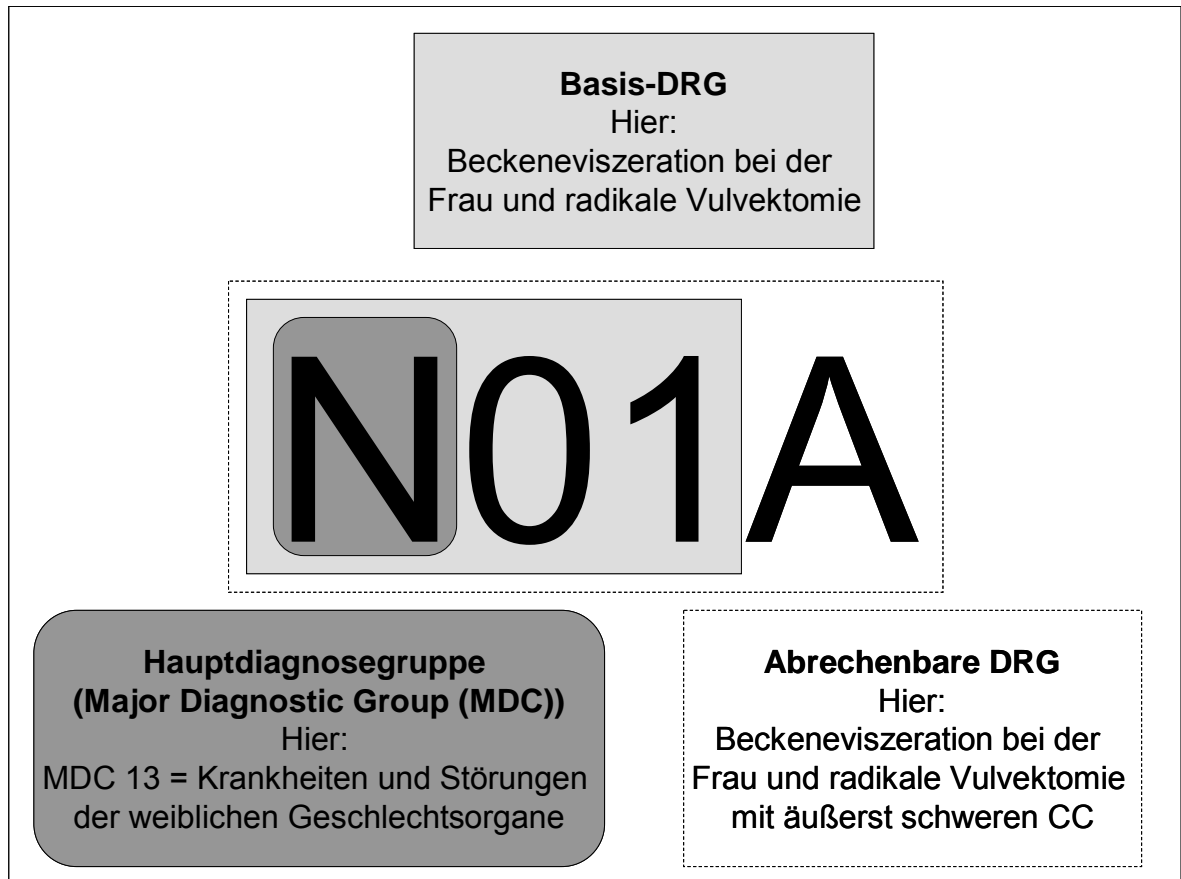 Basis-DRG
Hier:
Beckeneviszeration bei der
Frau und radikale Vulvektomie
N01A
Hauptdiagnosegruppe
(Major Diagnostic Group (MDC))
Hier:
MDC 13 = Krankheiten und Störungen
der weiblichen Geschlechtsorgane
Abrechenbare DRG
Hier:
Beckeneviszeration bei der
Frau und radikale Vulvektomie
mit äußerst schweren CC